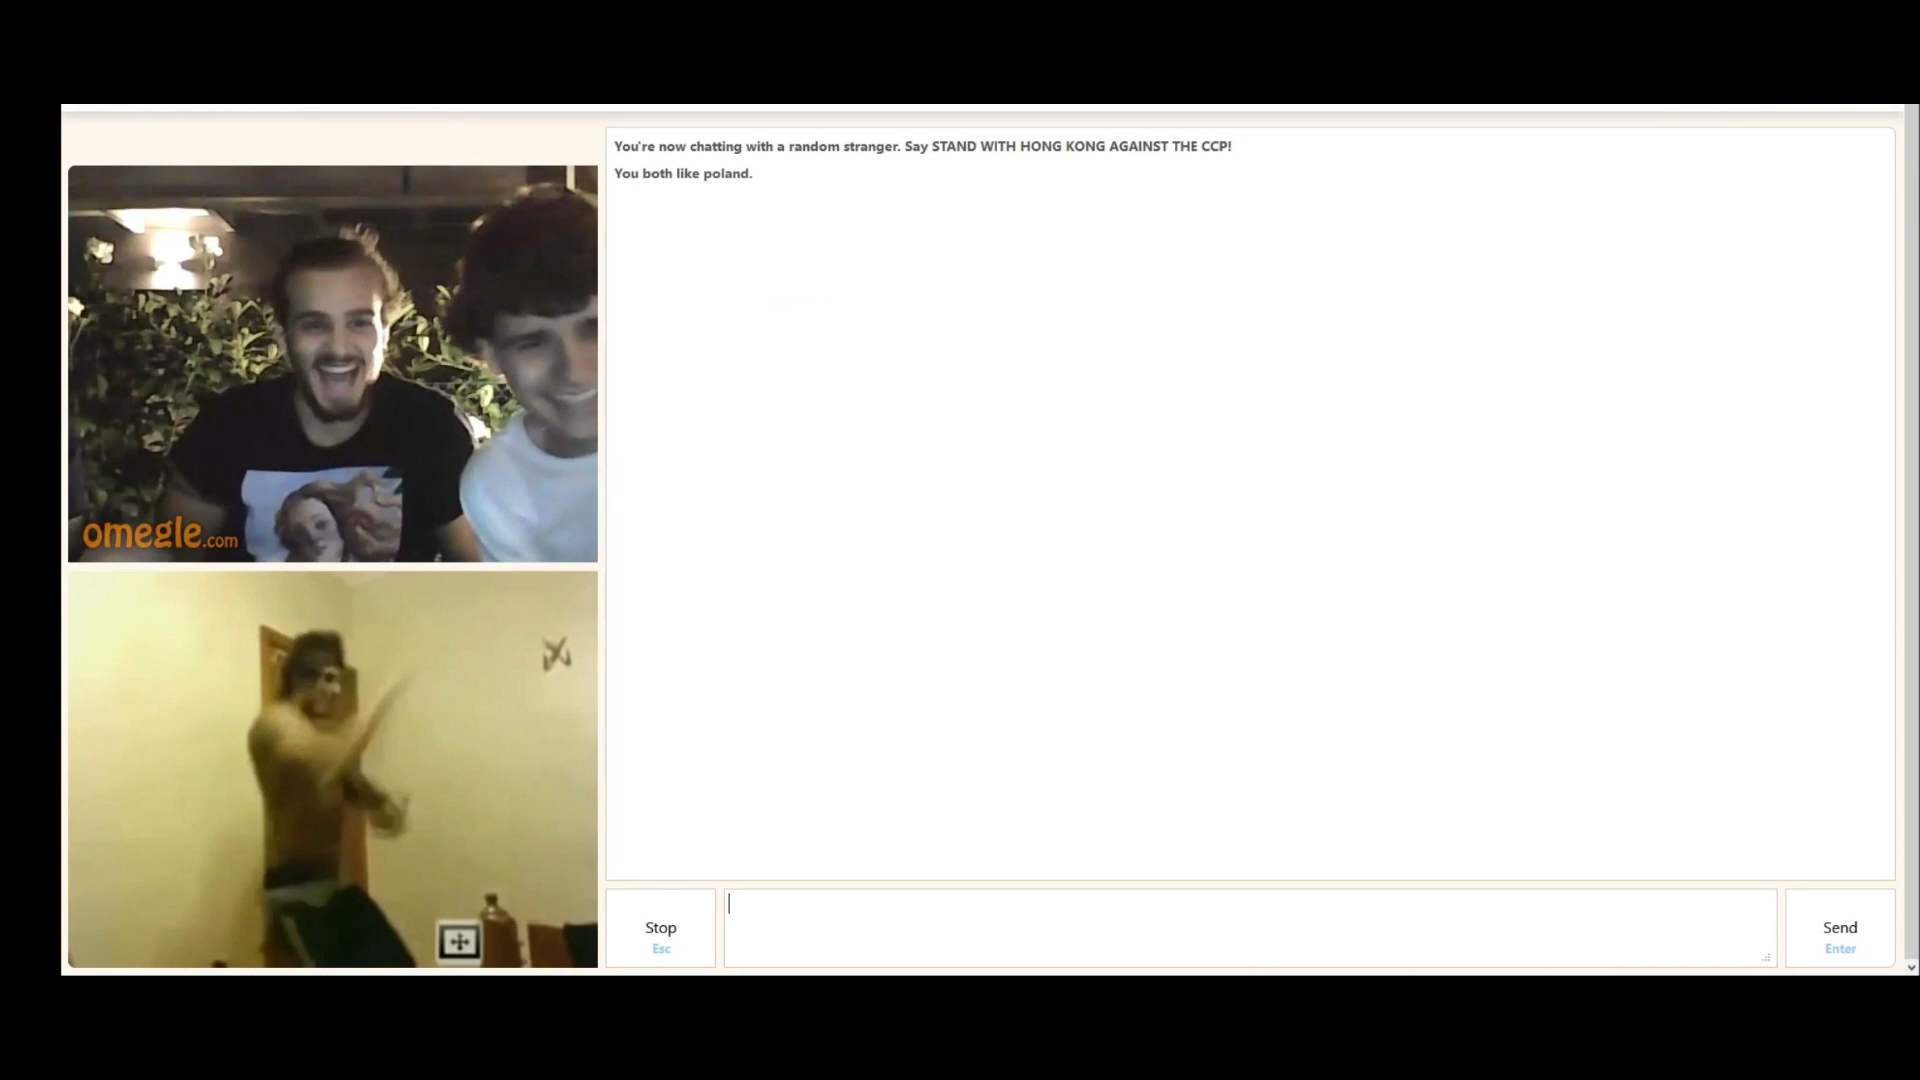 You're now chatting with a random stranger. Say STAND WITH HONG KONG AGAINST THE CCP!
You both like poland.
omegle.com
Stop
Esc
Send
Enter